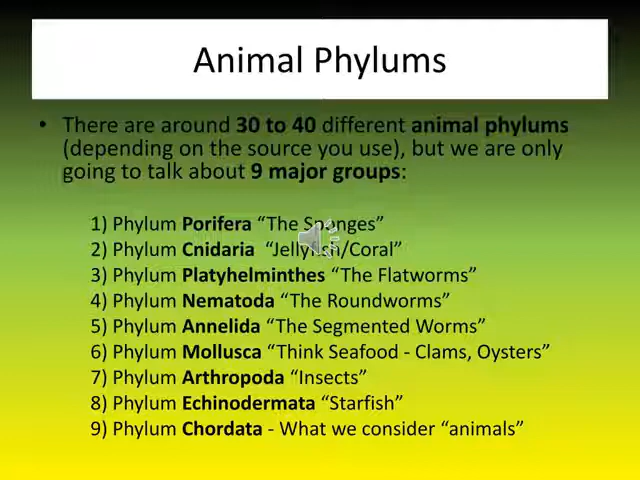 Animal Phylums
• There are around 30 to 40 different animal phylums
(depending on the source you use), but we are only
going to talk about 9 major groups:
1) Phylum Porifera “The Sponges”
2) Phylum Cnidaria “Jellyfish/Coral”
3) Phylum Platyhelminthes “The Flatworms”
4) Phylum Nematoda “The Roundworms”
5) Phylum Annelida “The Segmented Worms”
6) Phylum Mollusca “Think Seafood - Clams, Oysters”
7) Phylum Arthropoda “Insects”
8) Phylum Echinodermata “Starfish”
9) Phylum Chordata - What we consider “animals”